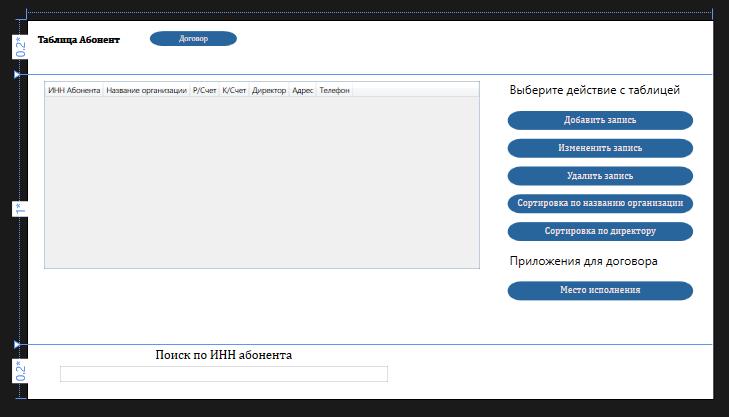 Таблица Абонент
Договор
0.2*
ИНН Абонента Название организации Р/Счет К/Счет Директор Адрес Телефон
Выберите действие с таблицей
Добавить запись
Измененить запись
Удалить запись
1*
Сортировка по названию организации
Сортировка по директору
Приложения для договора
Место исполнения
Поиск по ИНН абонента
0.2*